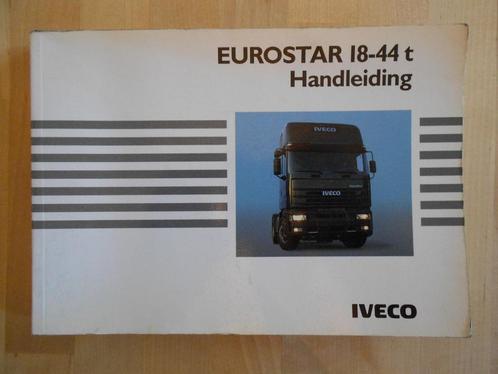 EUROSTAR 18-44 t
Handleiding
IVECO
IVECO
IVECO